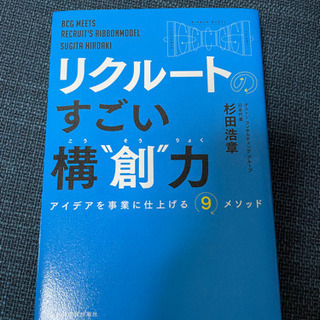 BCG MEETS
RECRUIT'S RIBBONMODEL
SUGITA HIROAKI
リクルートの
すごい
こう そう りょく
構“創”力
杉田浩章
アイデアを事業に仕上げる 9 メソッド